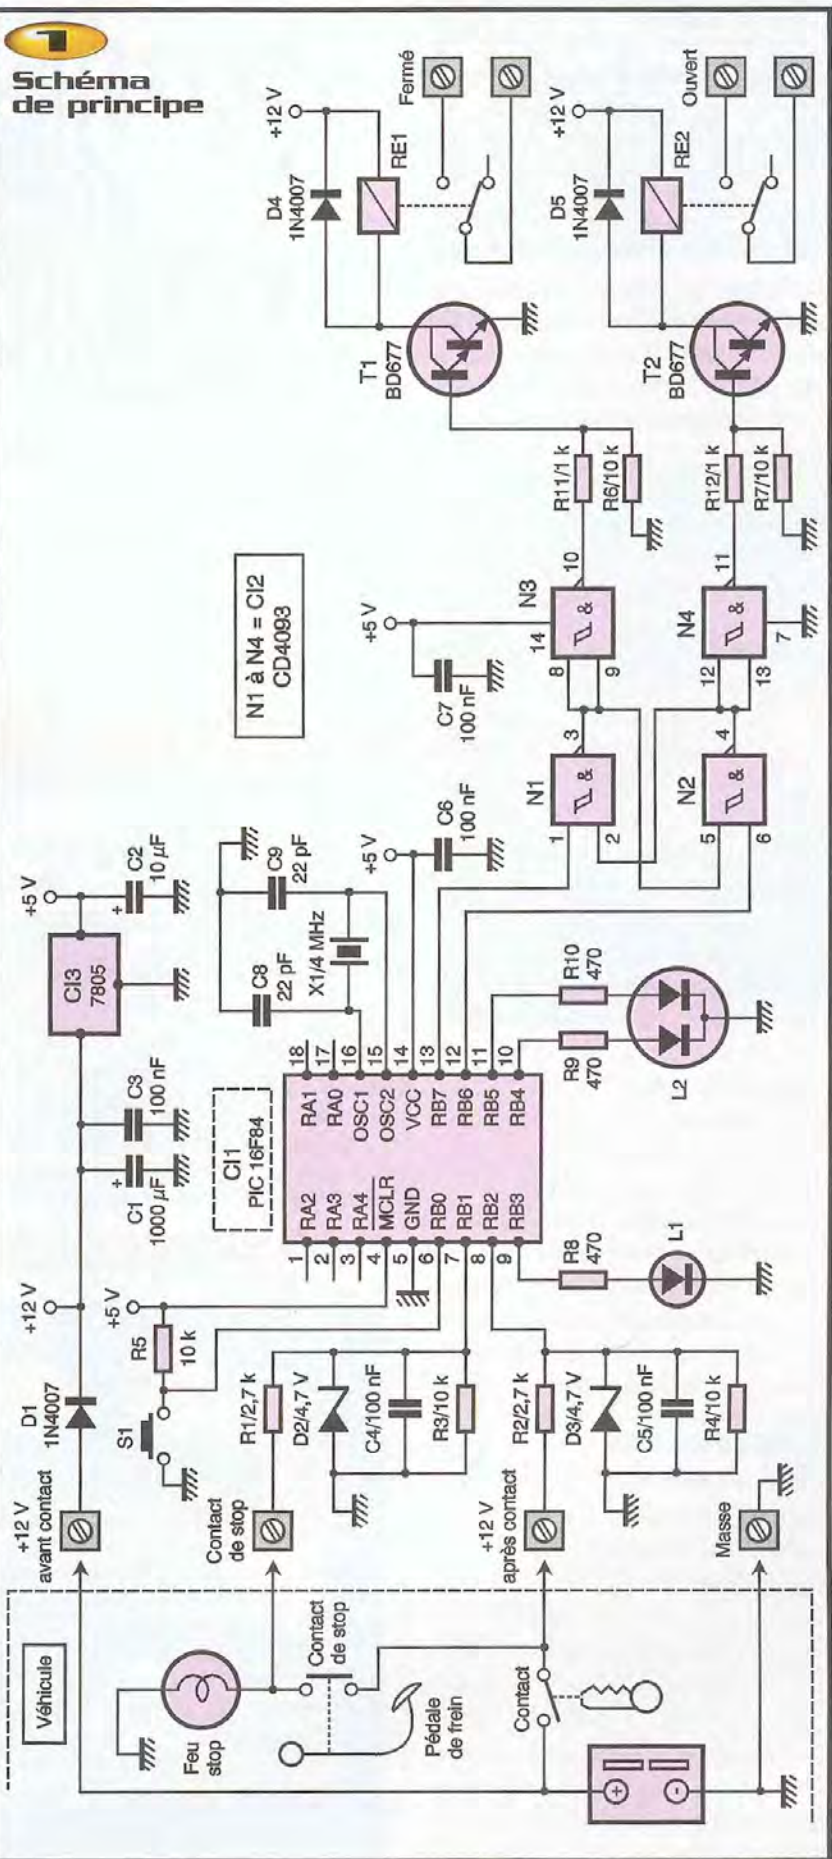 1
Schéma
de principe
Véhicule
Feu
stop
Contact
de stop
Pédale
de frein
Contact
+
-
+12 V
avant contact
Contact
de stop
+12 V
après contact
Masse
D1
1N4007
+12 V
S1
R5
10 k
+5 V
R1/2,7 k
D2/4,7 V
C4/100 nF
R3/10 k
R2/2,7 k
D3/4,7 V
C5/100 nF
R4/10 k
+
C1
1000 µF
C3
100 nF
CI3
7805
+5 V
+
C2
10 µF
CI1
PIC 16F84
1
2
3
4
5
6
7
8
9
RA2
RA3
RA4
MCLR
GND
RB0
RB1
RB2
RB3
RA1
RA0
OSC1
OSC2
VCC
RB7
RB6
RB5
RB4
18
17
16
15
14
13
12
11
10
C8
22 pF
C9
22 pF
X1/4 MHz
+5 V
C6
100 nF
R8
470
L1
R9
470
R10
470
L2
N1 à N4 = CI2
CD4093
+5 V
C7
100 nF
N1
&
1
2
3
N2
&
5
6
4
N3
&
14
8
9
10
N4
&
12
13
11
7
R11/1 k
R6/10 k
R12/1 k
R7/10 k
T1
BD677
T2
BD677
D4
1N4007
+12 V
RE1
Fermé
D5
1N4007
+12 V
RE2
Ouvert